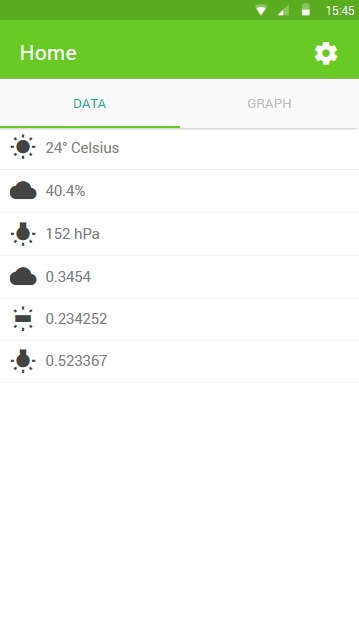 15:45
Home
DATA
GRAPH
24° Celsius
40.4%
152 hPa
0.3454
0.234252
0.523367